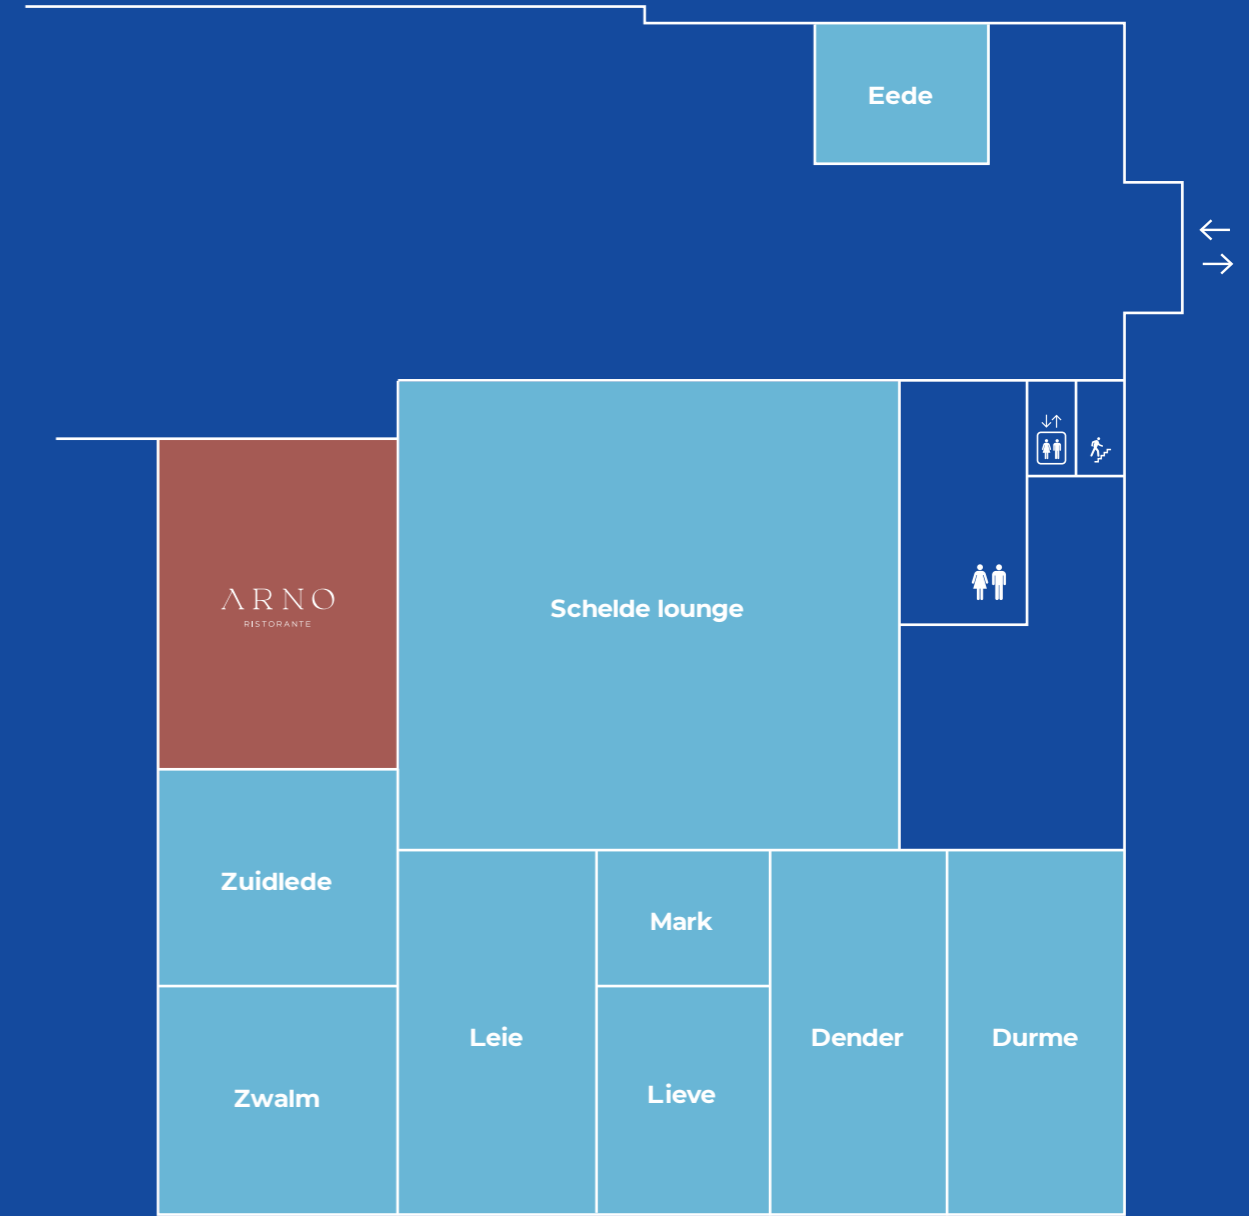 Eede
ARNO
RISTORANTE
Schelde lounge
Zuidlede
Mark
Leie
Dender
Durme
Zwalm
Lieve